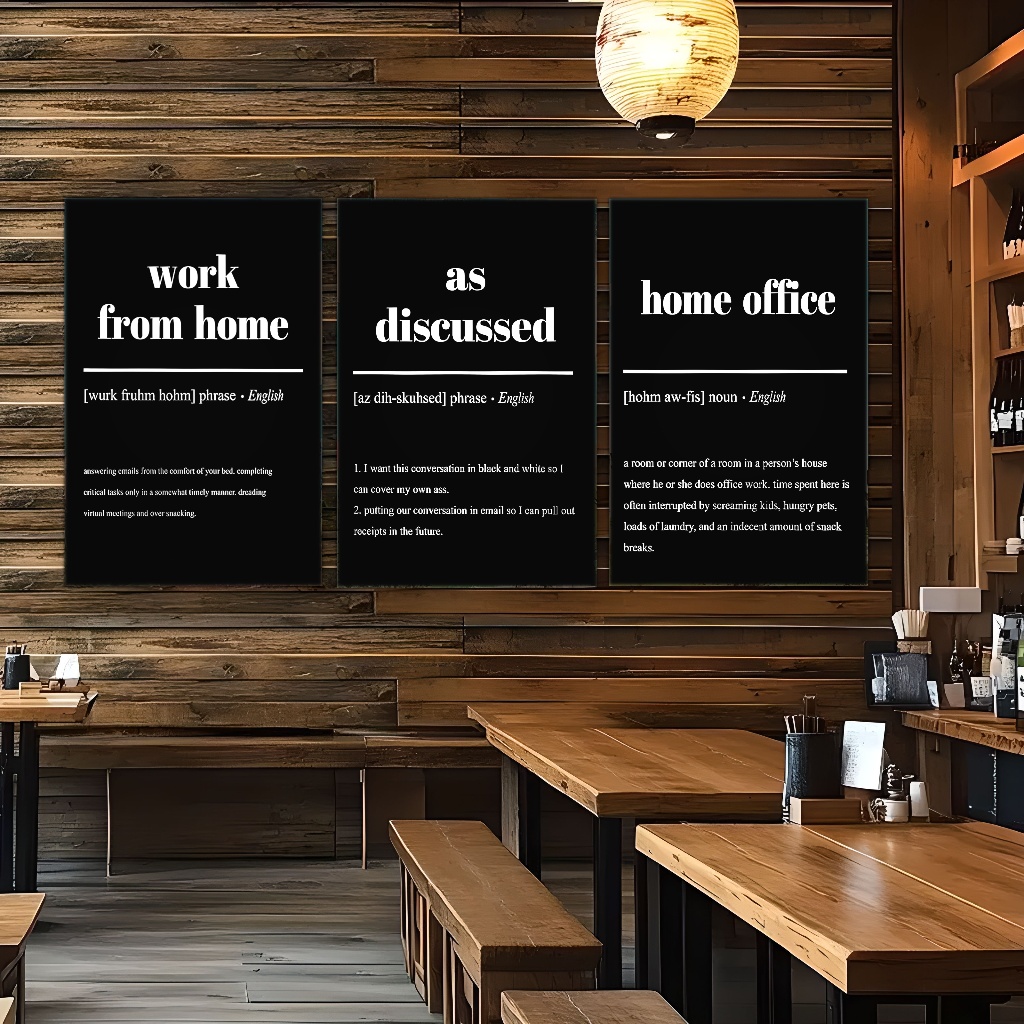 work
from home
[wurk fruhm hohm] phrase • English
answering emails from the comfort of your bed. completing
critical tasks only in a somewhat timely manner. dreading
virtual meetings and over snacking.
as
discussed
[az dih-skuhsed] phrase • English
1. I want this conversation in black and white so I
can cover my own ass.
2. putting our conversation in email so I can pull out
receipts in the future.
home office
[hohm aw-fis] noun • English
a room or corner of a room in a person's house
where he or she does office work. time spent here is
often interrupted by screaming kids, hungry pets,
loads of laundry, and an indecent amount of snack
breaks.